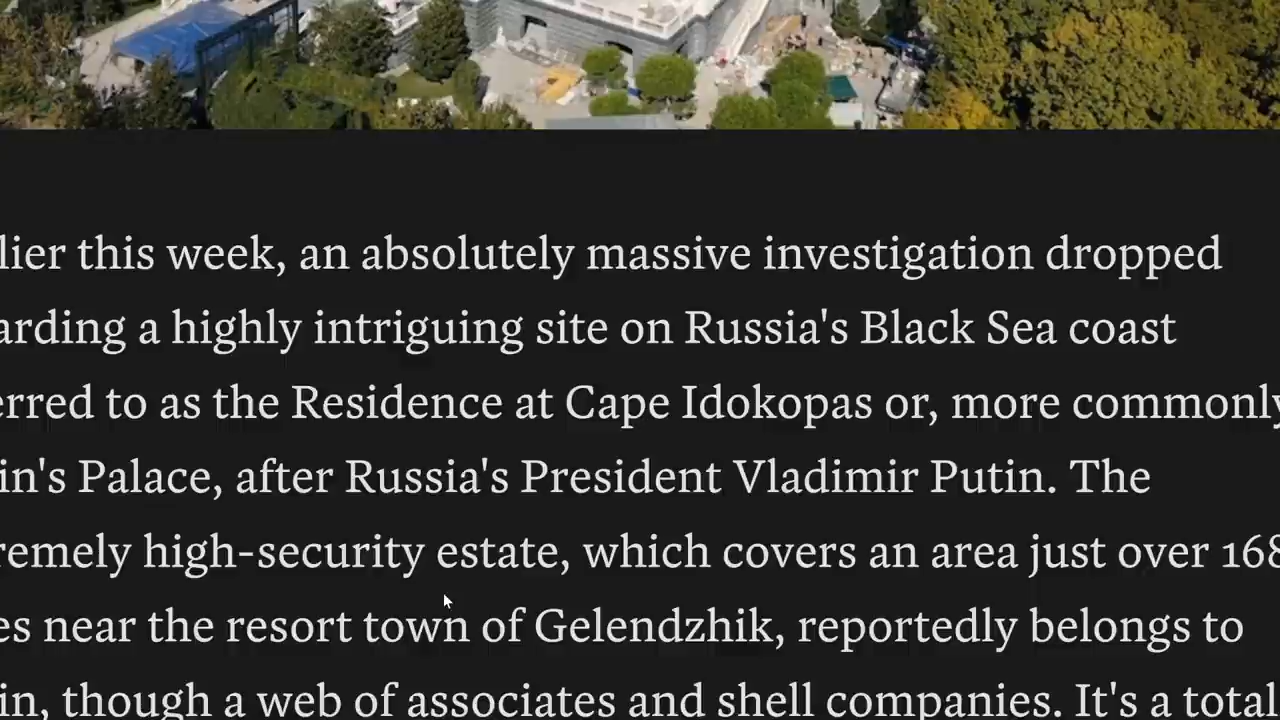 lier this week, an absolutely massive investigation dropped
arding a highly intriguing site on Russia's Black Sea coast
erred to as the Residence at Cape Idokopas or, more commonly
in's Palace, after Russia's President Vladimir Putin. The
remely high-security estate, which covers an area just over 168
es near the resort town of Gelendzhik, reportedly belongs to
in, though a web of associates and shell companies. It's a total